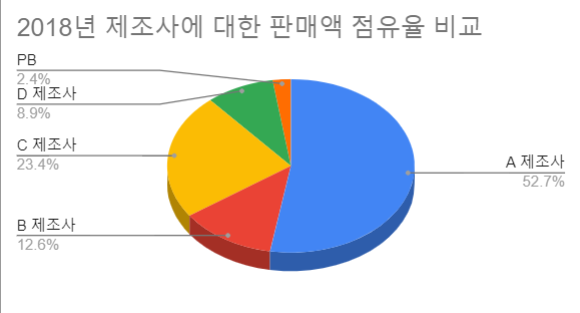 2018년 제조사에 대한 판매액 점유율 비교
PB
2.4%
D 제조사
8.9%
C 제조사
23.4%
A 제조사
52.7%
B 제조사
12.6%